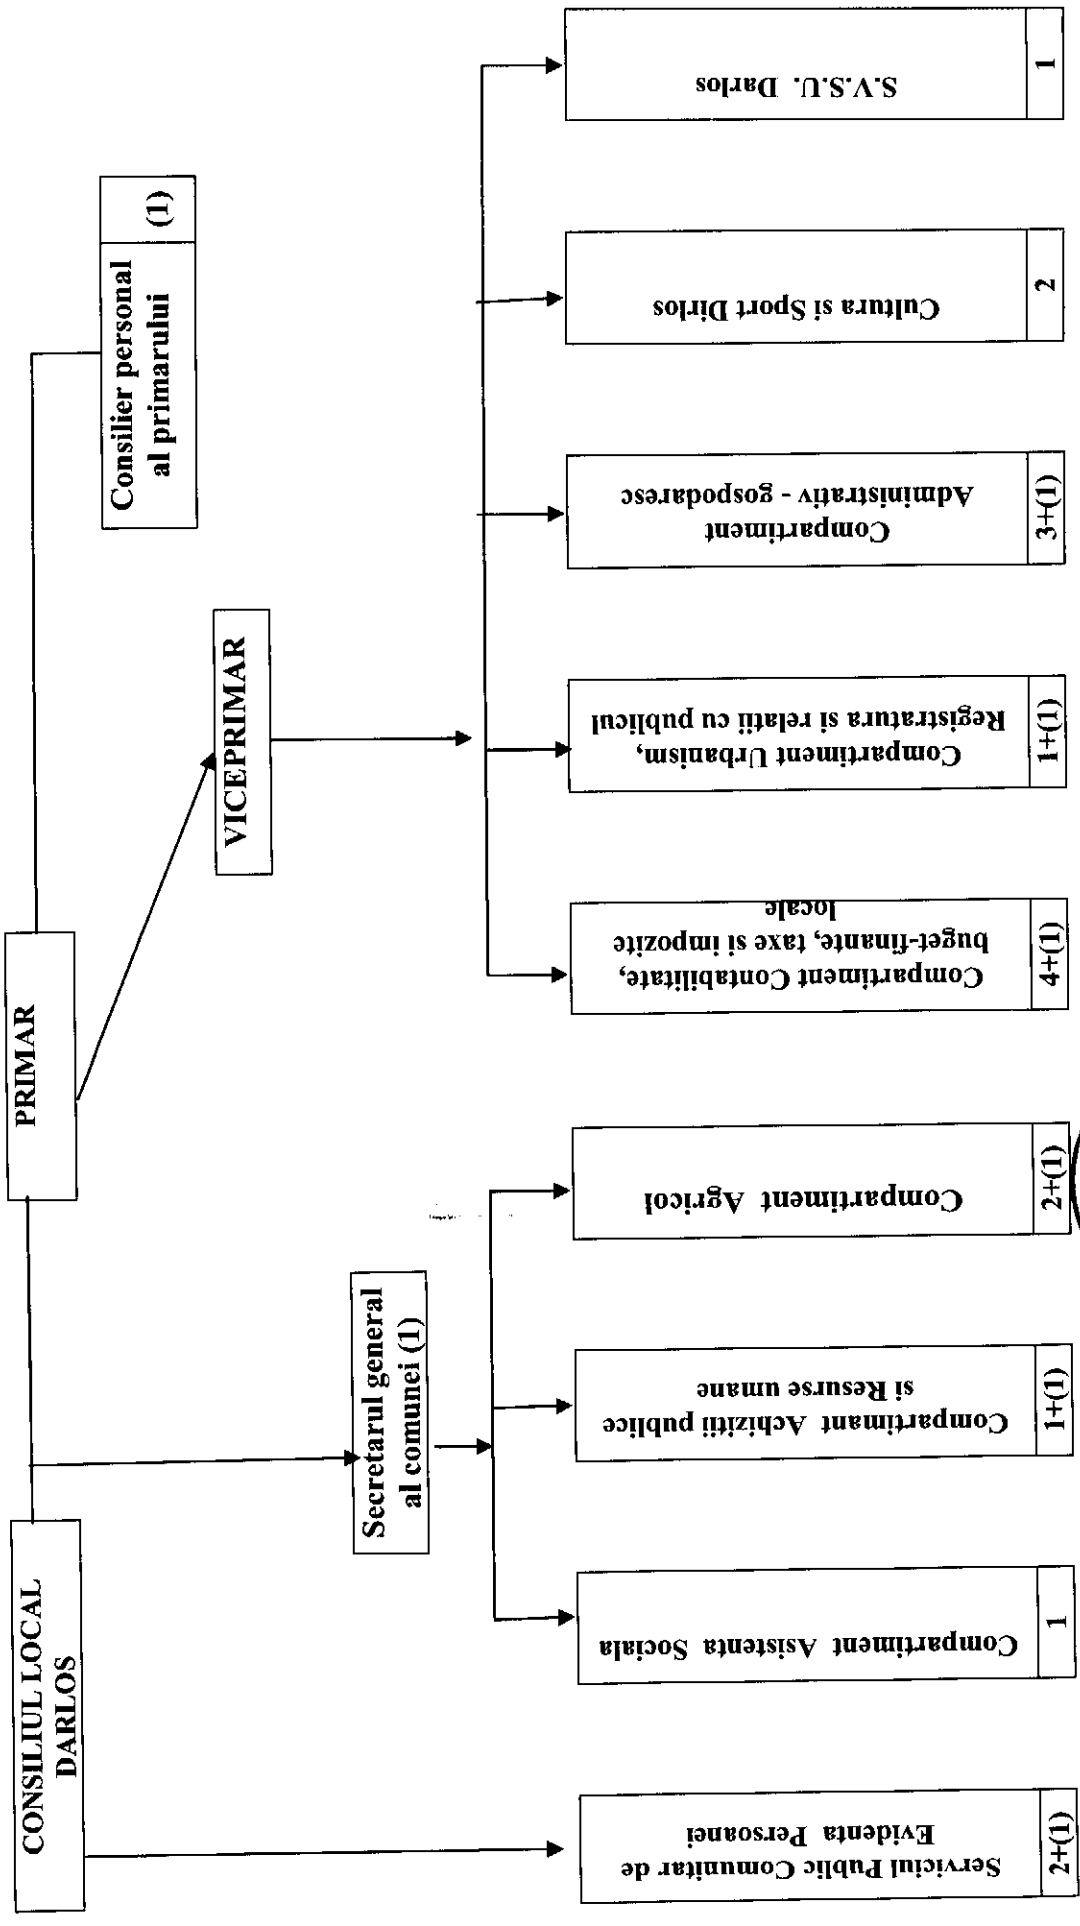 CONSILIUL LOCAL
DARLOS
PRIMAR
Consilier personal
al primarului
(1)
VICEPRIMAR
Secretarul general
al comunei (1)
Serviciul Public Comunitar de
Evidenta Persoanei
2+(1)
Compartiment Asistenta Sociala
1
Compartimant Achizitii publice
si Resurse umane
1+(1)
Compartiment Agricol
2+(1)
Compartiment Contabilitate,
buget-finante, taxe si impozite
locale
4+(1)
Compartiment Urbanism,
Registratura si relatii cu publicul
1+(1)
Compartiment
Administrativ - gospodaresc
3+(1)
Cultura si Sport Dirlos
2
S.V.S.U. Darlos
1